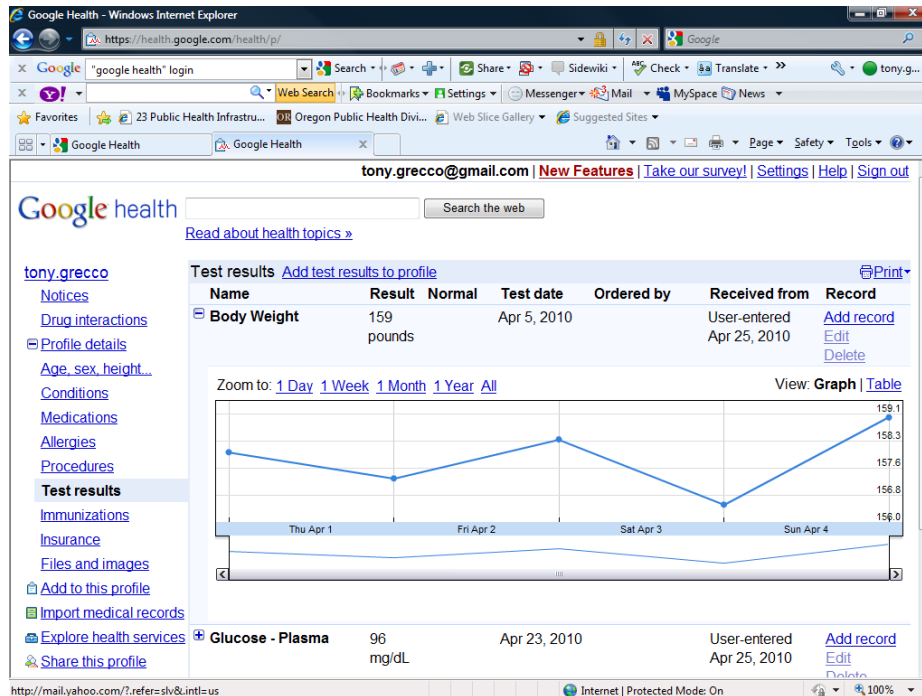 Google Health - Windows Internet Explorer
https://health.google.com/health/p/
Google
x Google "google health" login Search Share Sidewiki Check Translate » tony.g...
x Y! Web Search Bookmarks Settings Messenger Mail MySpace News »
Favorites 23 Public Health Infrastru... OR Oregon Public Health Divi... Web Slice Gallery Suggested Sites
Google Health Google Health x Page Safety Tools
tony.grecco@gmail.com | New Features | Take our survey! | Settings | Help | Sign out
Google health Search the web
Read about health topics »
tony.grecco
Notices
Drug interactions
Profile details
Age, sex, height...
Conditions
Medications
Allergies
Procedures
Test results
Immunizations
Insurance
Files and images
Add to this profile
Import medical records
Explore health services
Share this profile
Test results Add test results to profile Print
Name Result Normal Test date Ordered by Received from Record
Body Weight 159 Apr 5, 2010 User-entered Add record
pounds Apr 25, 2010 Edit
Delete
Zoom to: 1 Day 1 Week 1 Month 1 Year All View: Graph | Table
159.1
158.3
157.6
156.8
156.0
Thu Apr 1 Fri Apr 2 Sat Apr 3 Sun Apr 4
Glucose - Plasma 96 Apr 23, 2010 User-entered Add record
mg/dL Apr 25, 2010 Edit
Delete
http://mail.yahoo.com/?.refer=slv&.intl=us Internet | Protected Mode: On 100%